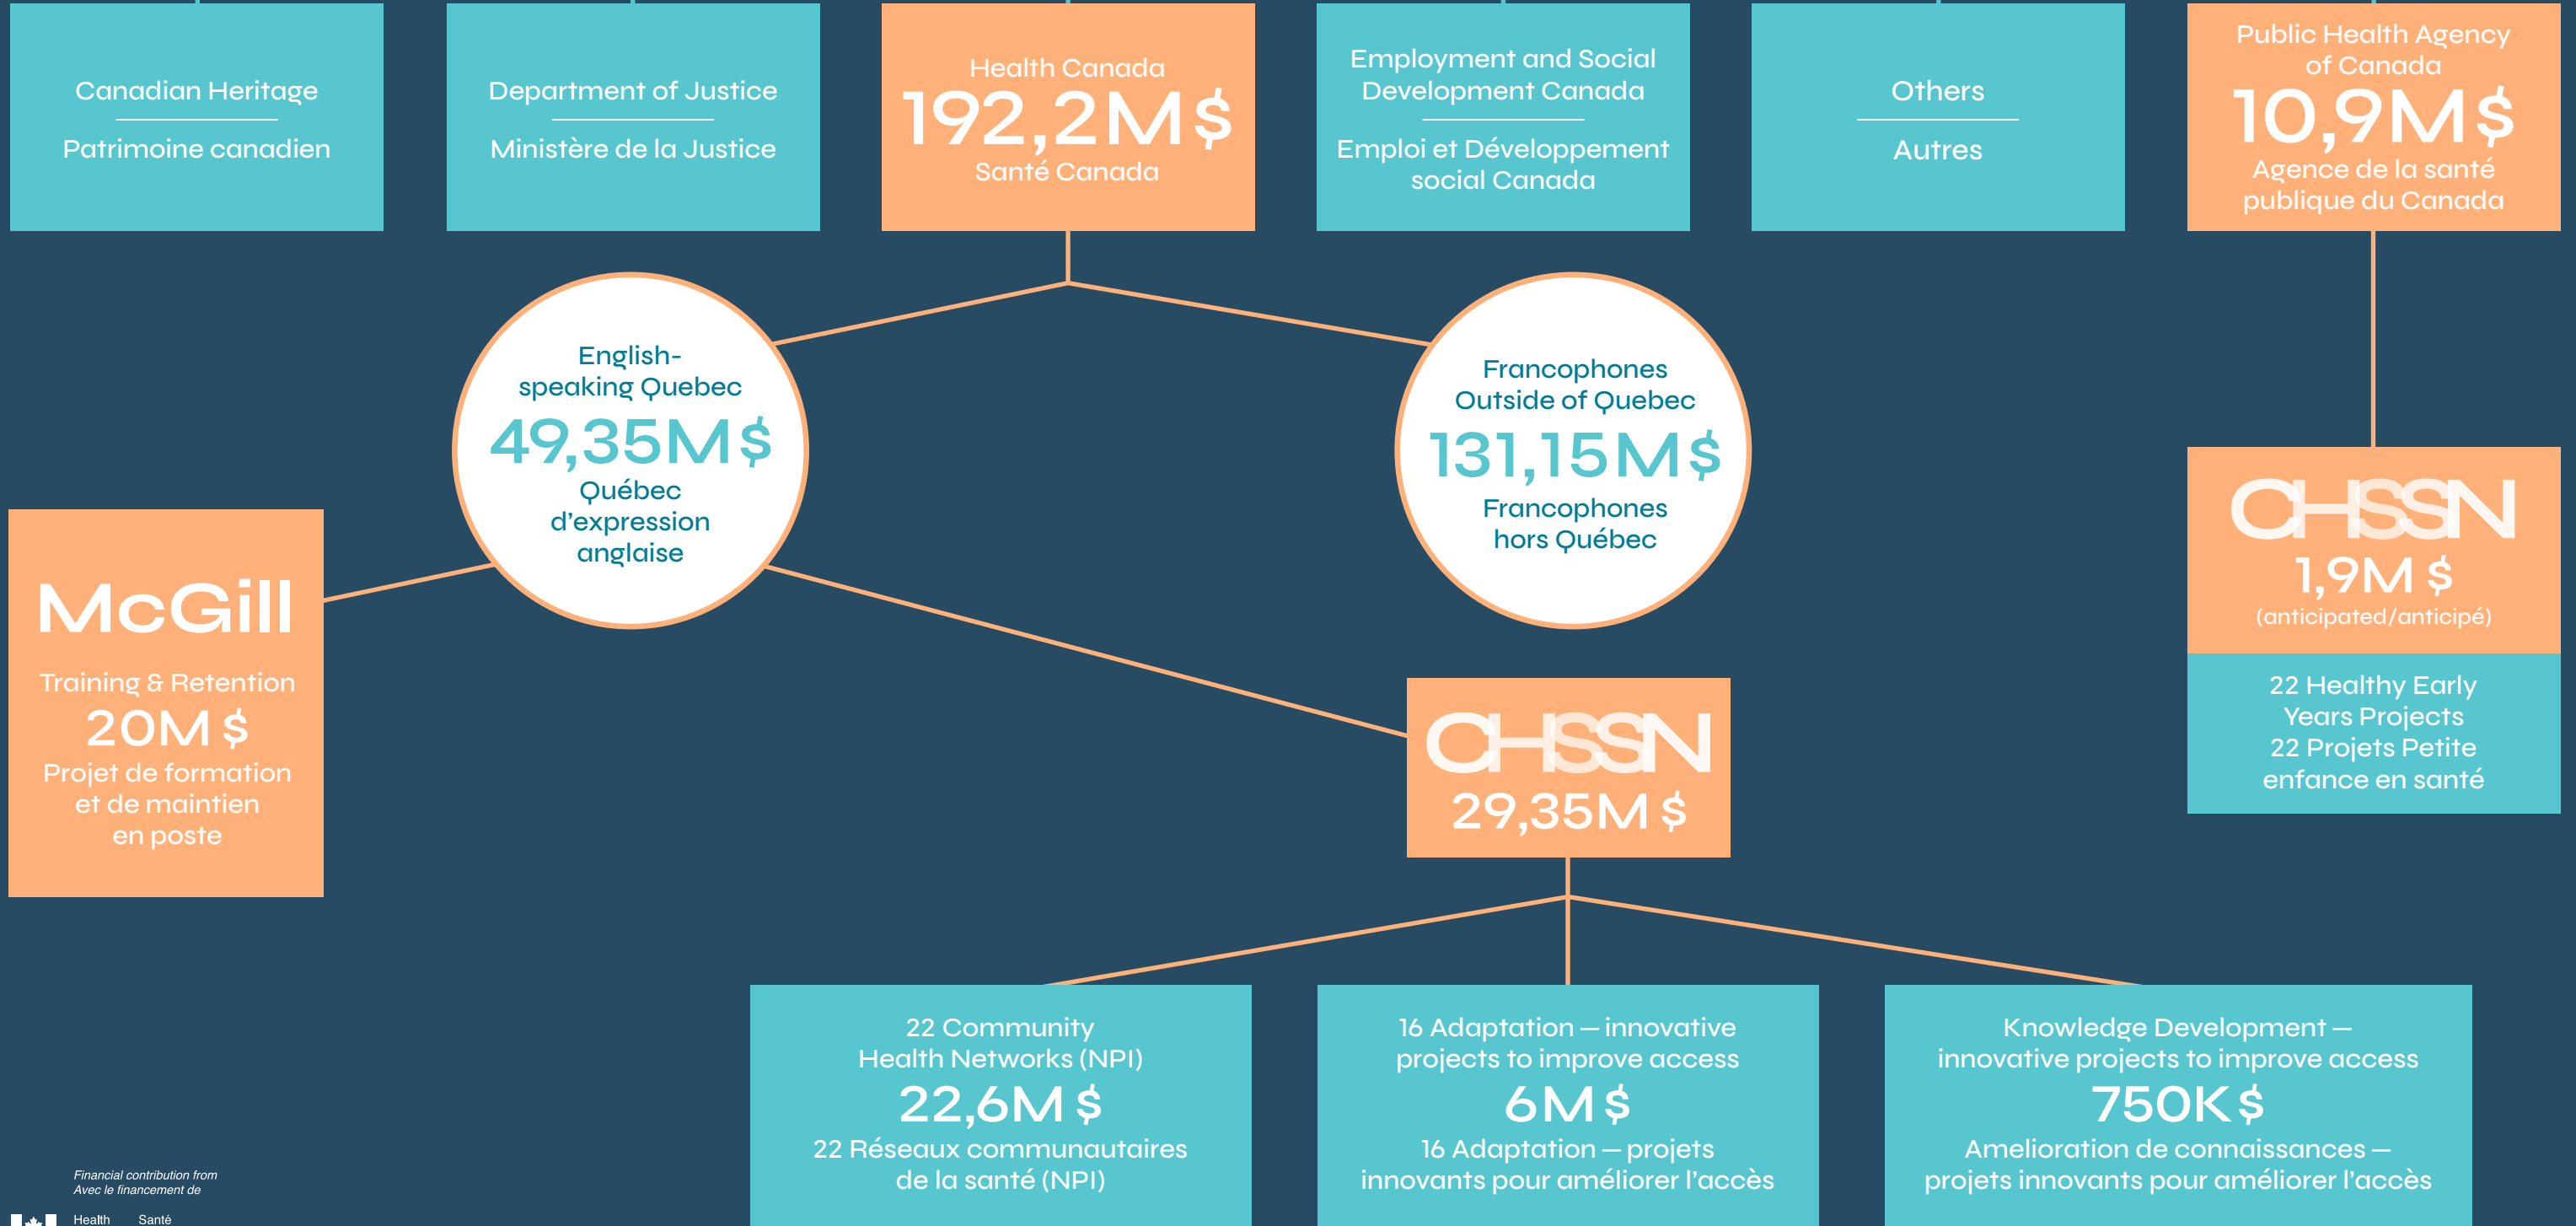 Canadian Heritage
Patrimoine canadien
Department of Justice
Ministère de la Justice
Health Canada
192,2M$
Santé Canada
Employment and Social
Development Canada
Emploi et Développement
social Canada
Others
Autres
Public Health Agency
of Canada
10,9M$
Agence de la santé
publique du Canada
English-
speaking Quebec
49,35M$
Québec
d'expression
anglaise
Francophones
Outside of Quebec
131,15M$
Francophones
hors Québec
CHSSN
1,9M $
(anticipated/anticipé)
22 Healthy Early
Years Projects
22 Projets Petite
enfance en santé
McGill
Training & Retention
20M $
Projet de formation
et de maintien
en poste
CHSSN
29,35M $
22 Community
Health Networks (NPI)
22,6M $
22 Réseaux communautaires
de la santé (NPI)
16 Adaptation — innovative
projects to improve access
6M$
16 Adaptation — projets
innovants pour améliorer l'accès
Knowledge Development —
innovative projects to improve access
750K$
Amelioration de connaissances —
projets innovants pour améliorer l'accès
Financial contribution from
Avec le financement de
Health Santé